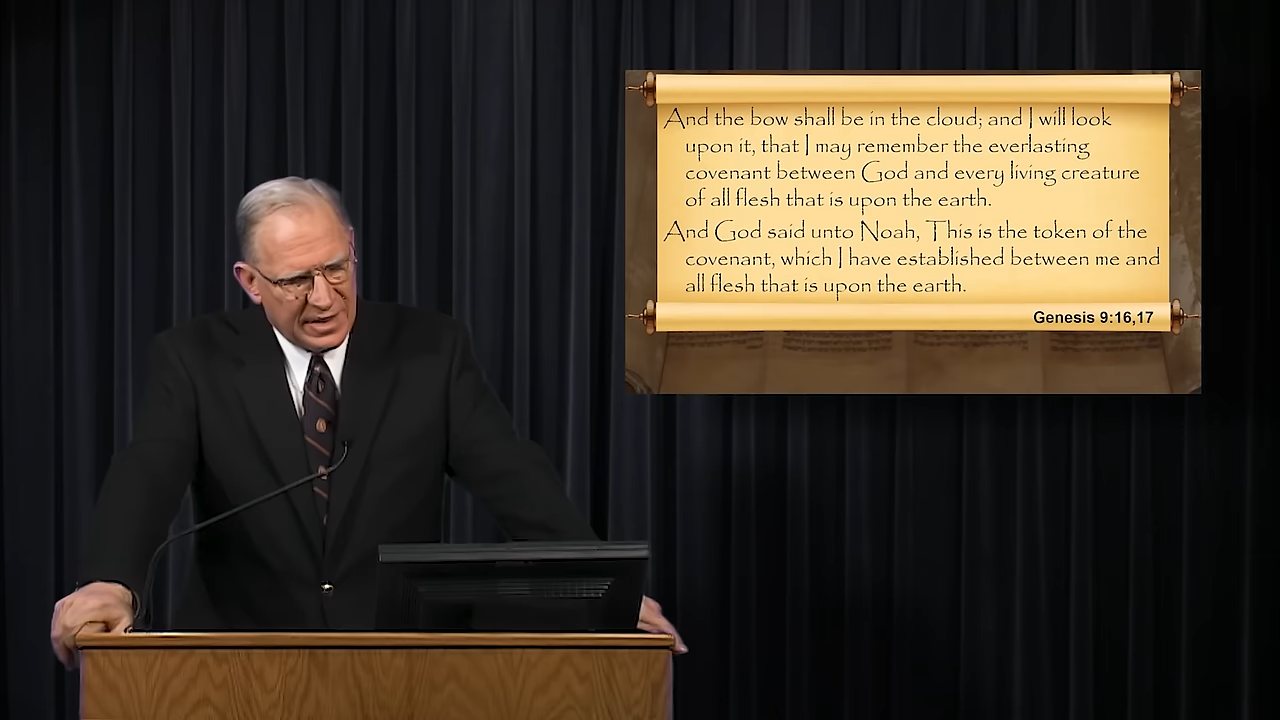 And the bow shall be in the cloud; and I will look
upon it, that I may remember the everlasting
covenant between God and every living creature
of all flesh that is upon the earth.
And God said unto Noah, This is the token of the
covenant, which I have established between me and
all flesh that is upon the earth.
Genesis 9:16,17